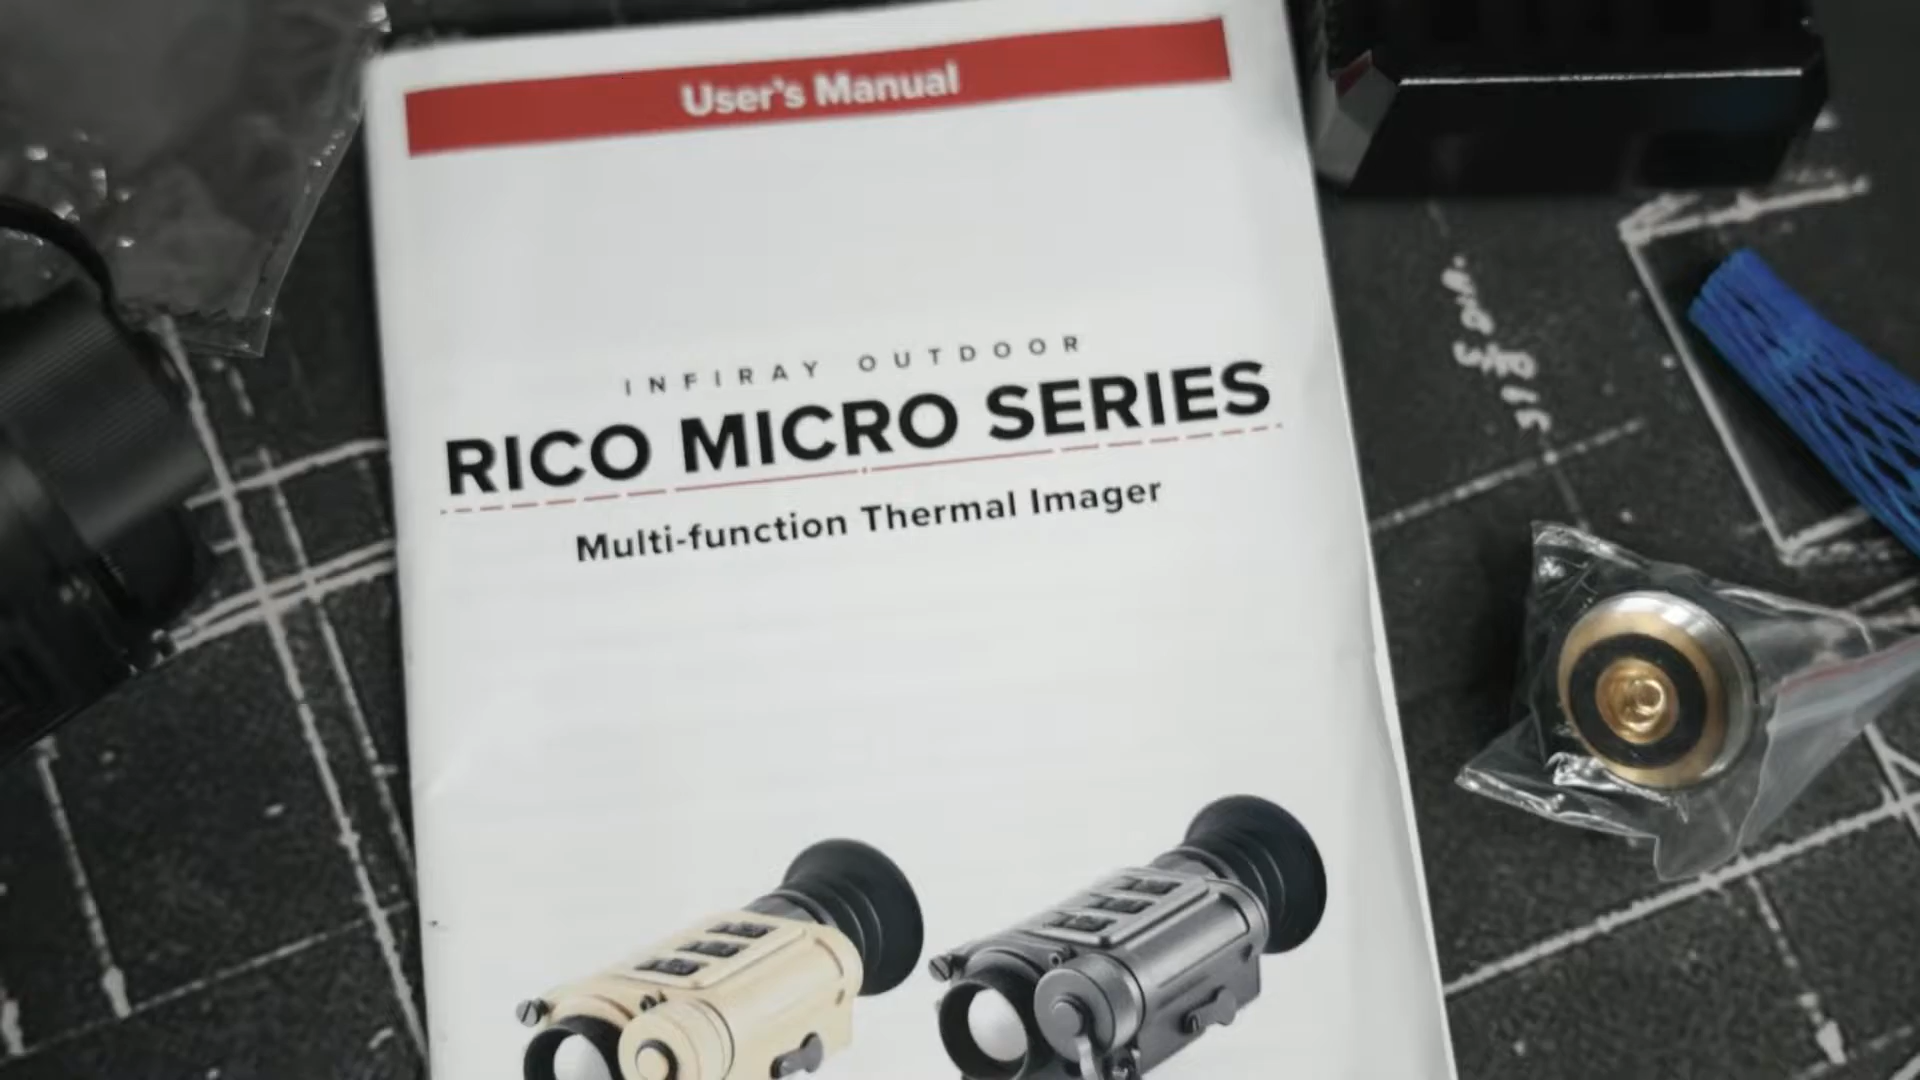 User's Manual
INFIRAY OUTDOOR
RICO MICRO SERIES
Multi-function Thermal Imager